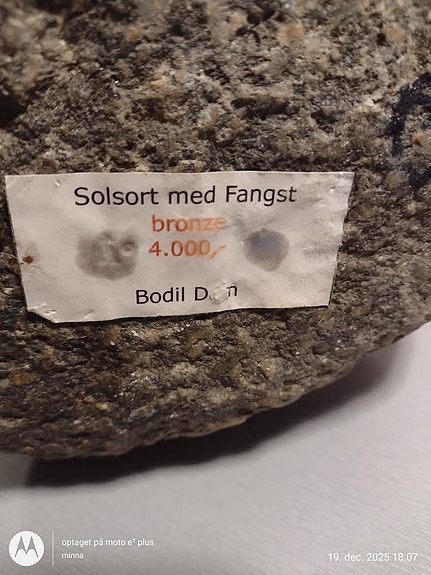 Solsort med Fangst
bronze
4.000,-
Bodil
optaget på moto e⁷ plus
minna
19. dec. 2025 18.07